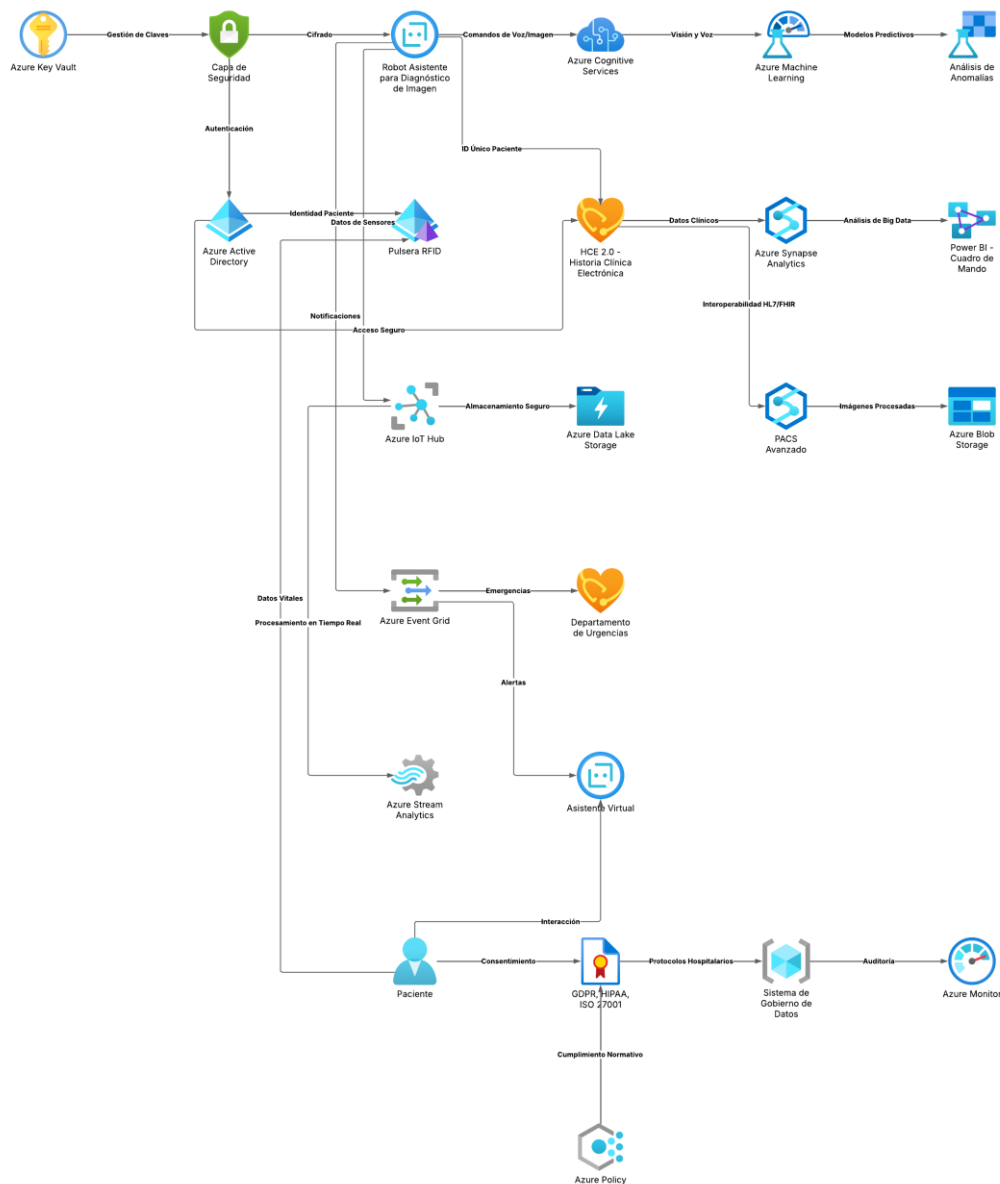 Gestión de Claves
Cifrado
Comandos de Voz/Imagen
Visión y Voz
Modelos Predictivos
Azure Key Vault
Capa de
Seguridad
Robot Asistente
para Diagnóstico
de Imagen
Azure Cognitive
Services
Azure Machine
Learning
Análisis de
Anomalías
Autenticación
ID Único Paciente
Identidad Paciente
Datos de Sensores
Datos Clínicos
Análisis de Big Data
Azure Active
Directory
Pulsera RFID
HCE 2.0 -
Historia Clínica
Electrónica
Azure Synapse
Analytics
Power BI -
Cuadro de
Mando
Interoperabilidad HL7/FHIR
Notificaciones
Acceso Seguro
Almacenamiento Seguro
Imágenes Procesadas
Azure IoT Hub
Azure Data Lake
Storage
PACS
Avanzado
Azure Blob
Storage
Emergencias
Datos Vitales
Procesamiento en Tiempo Real
Azure Event Grid
Departamento
de Urgencias
Alertas
Azure Stream
Analytics
Asistente Virtual
Interacción
Consentimiento
Protocolos Hospitalarios
Auditoría
Paciente
GDPR, HIPAA,
ISO 27001
Sistema de
Gobierno de
Datos
Azure Monitor
Cumplimiento Normativo
Azure Policy